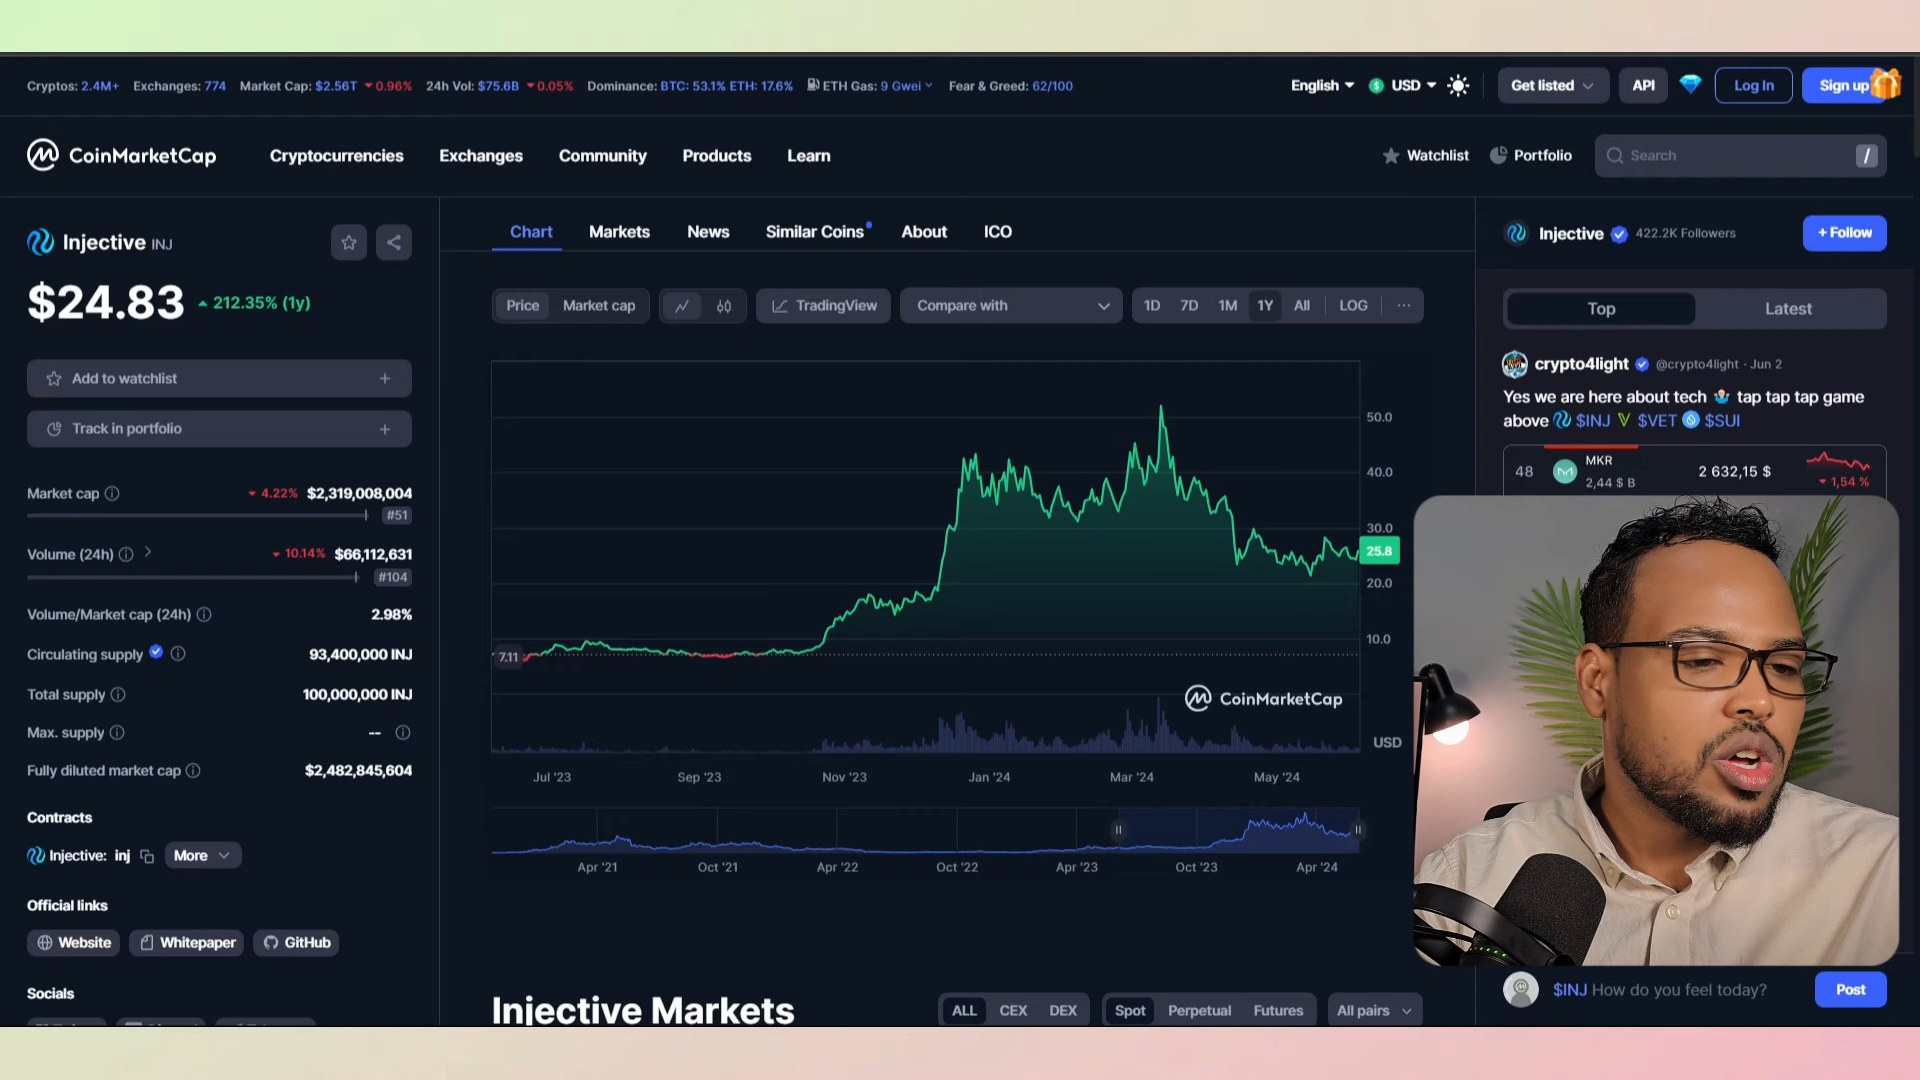 Cryptos: 2.4M+ Exchanges: 774 Market Cap: $2.56T 0.96% 24h Vol: $75.6B 0.05% Dominance: BTC: 53.1% ETH: 17.6% ETH Gas: 9 Gwei Fear & Greed: 62/100
English USD Get listed API Log In Sign up
CoinMarketCap Cryptocurrencies Exchanges Community Products Learn
Watchlist Portfolio Search /
Injective INJ
$24.83 212.35% (1y)
Add to watchlist +
Track in portfolio +
Market cap 4.22% $2,319,008,004
#51
Volume (24h) 10.14% $66,112,631
#104
Volume/Market cap (24h) 2.98%
Circulating supply 93,400,000 INJ
Total supply 100,000,000 INJ
Max. supply --
Fully diluted market cap $2,482,845,604
Contracts
Injective: inj More
Official links
Website Whitepaper GitHub
Socials
Chart Markets News Similar Coins About ICO
Price Market cap TradingView Compare with 1D 7D 1M 1Y All LOG ...
50.0
40.0
30.0
25.8
20.0
10.0
7.11
CoinMarketCap
USD
Jul '23 Sep '23 Nov '23 Jan '24 Mar '24 May '24
Apr '21 Oct '21 Apr '22 Oct '22 Apr '23 Oct '23 Apr '24
Injective Markets ALL CEX DEX Spot Perpetual Futures All pairs
Injective 422.2K Followers + Follow
Top Latest
crypto4light @crypto4light · Jun 2
Yes we are here about tech tap tap tap game
above $INJ $VET $SUI
48 MKR 2 632,15 $
2,44 $ B 1,54 %
$INJ How do you feel today? Post